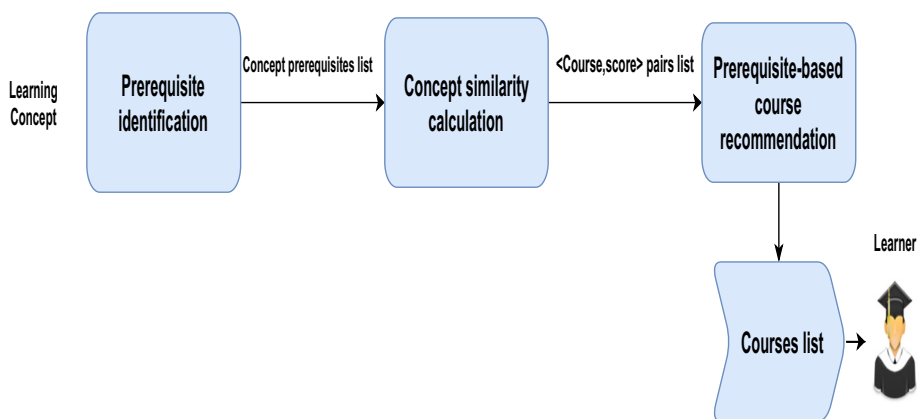 Learning
Concept
Prerequisite
identification
Concept prerequisites list
Concept similarity
calculation
<Course,score> pairs list
Prerequisite-based
course
recommendation
Learner
Courses list